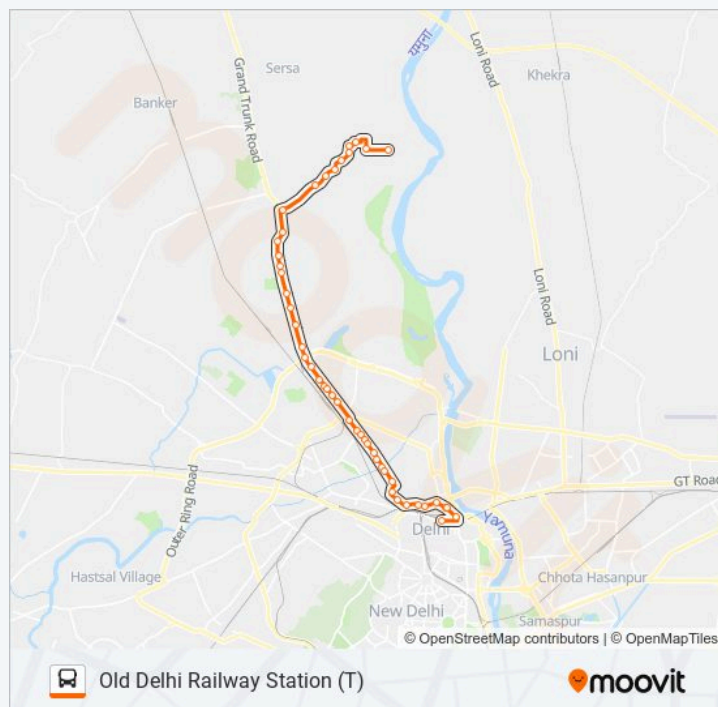 Sersa
यमुना
Loni Road
Khekra
Banker
Grand Trunk Road
Loni Road
Loni
Outer Ring Road
GT Road
Delhi
Yamuna
Hastsal Village
Chhota Hasanpur
New Delhi
Samaspur
© OpenStreetMap contributors | © OpenMapTiles
Old Delhi Railway Station (T)
moovit